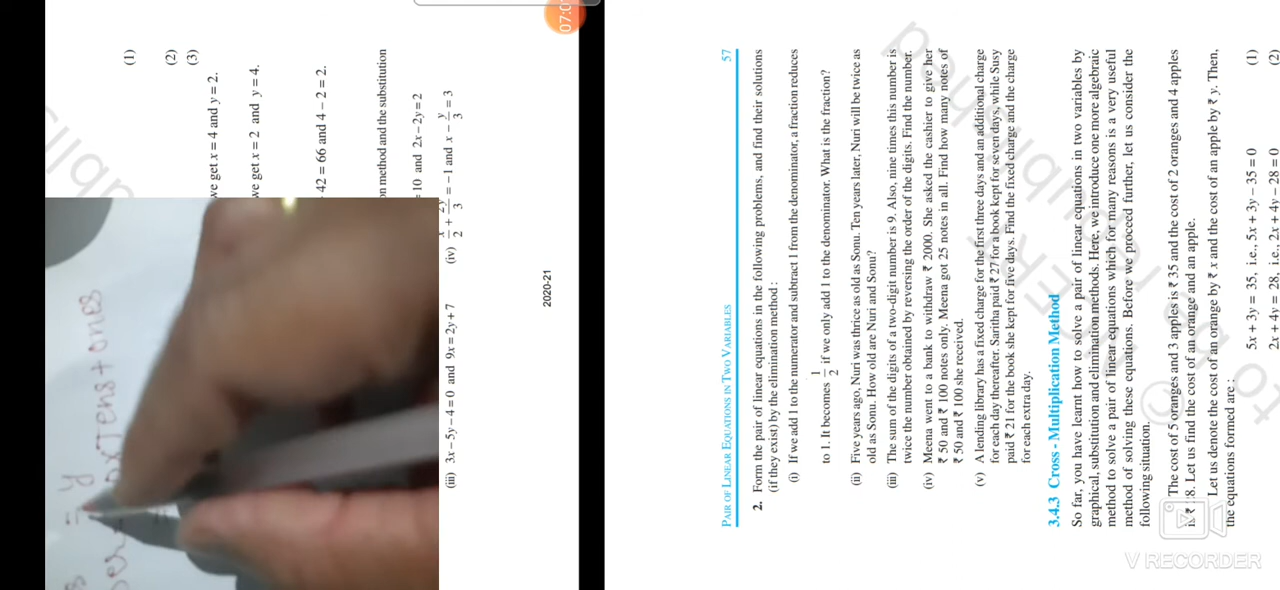 (1)
(2)
(3)
we get x = 4 and y = 2.
we get x = 2 and y = 4.
42 = 66 and 4 – 2 = 2.
on method and the substitution
10 and 2x – 2y = 2
(iii) 3x – 5y – 4 = 0 and 9x = 2y + 7
(iv) x/2 + 2y/3 = –1 and x – y/3 = 3
2020-21
= y
x tens + ones
07:0
PAIR OF LINEAR EQUATIONS IN TWO VARIABLES 57
2. Form the pair of linear equations in the following problems, and find their solutions
(if they exist) by the elimination method :
(i) If we add 1 to the numerator and subtract 1 from the denominator, a fraction reduces
to 1. It becomes 1/2 if we only add 1 to the denominator. What is the fraction?
(ii) Five years ago, Nuri was thrice as old as Sonu. Ten years later, Nuri will be twice as
old as Sonu. How old are Nuri and Sonu?
(iii) The sum of the digits of a two-digit number is 9. Also, nine times this number is
twice the number obtained by reversing the order of the digits. Find the number.
(iv) Meena went to a bank to withdraw ₹ 2000. She asked the cashier to give her
₹ 50 and ₹ 100 notes only. Meena got 25 notes in all. Find how many notes of
₹ 50 and ₹ 100 she received.
(v) A lending library has a fixed charge for the first three days and an additional charge
for each day thereafter. Saritha paid ₹ 27 for a book kept for seven days, while Susy
paid ₹ 21 for the book she kept for five days. Find the fixed charge and the charge
for each extra day.
3.4.3 Cross - Multiplication Method
So far, you have learnt how to solve a pair of linear equations in two variables by
graphical, substitution and elimination methods. Here, we introduce one more algebraic
method to solve a pair of linear equations which for many reasons is a very useful
method of solving these equations. Before we proceed further, let us consider the
following situation.
The cost of 5 oranges and 3 apples is ₹ 35 and the cost of 2 oranges and 4 apples
is ₹ 28. Let us find the cost of an orange and an apple.
Let us denote the cost of an orange by ₹ x and the cost of an apple by ₹ y. Then,
the equations formed are :
5x + 3y = 35, i.e., 5x + 3y – 35 = 0 (1)
2x + 4y = 28, i.e., 2x + 4y – 28 = 0 (2)
© NCERT
not to be republished
V RECORDER